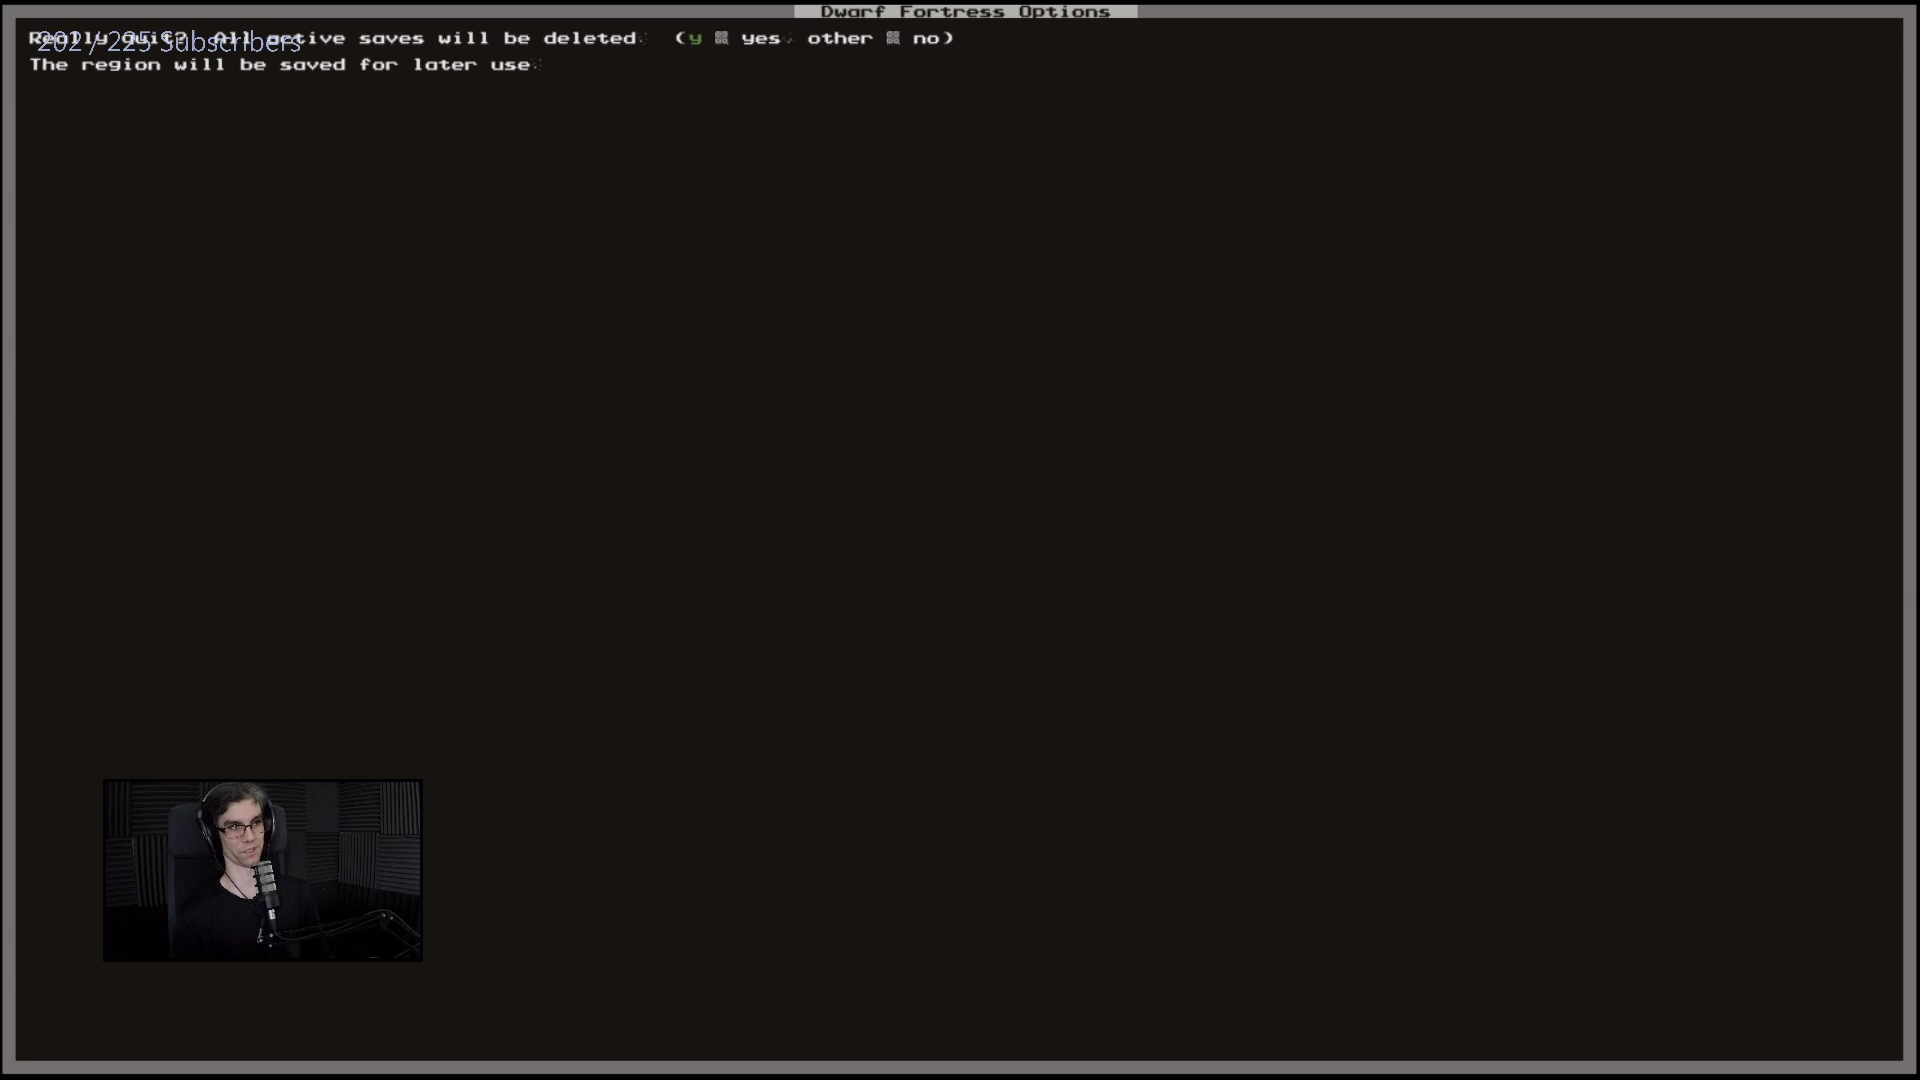 Dwarf Fortress Options
Really quit? All active saves will be deleted. (y = yes, other = no)
202 / 225 Subscribers
The region will be saved for later use.